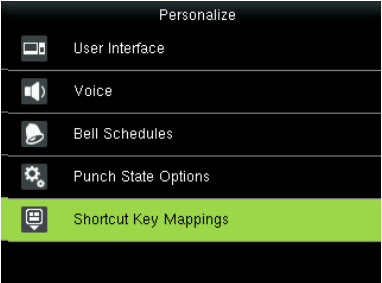 Personalize
User Interface
Voice
Bell Schedules
Punch State Options
Shortcut Key Mappings